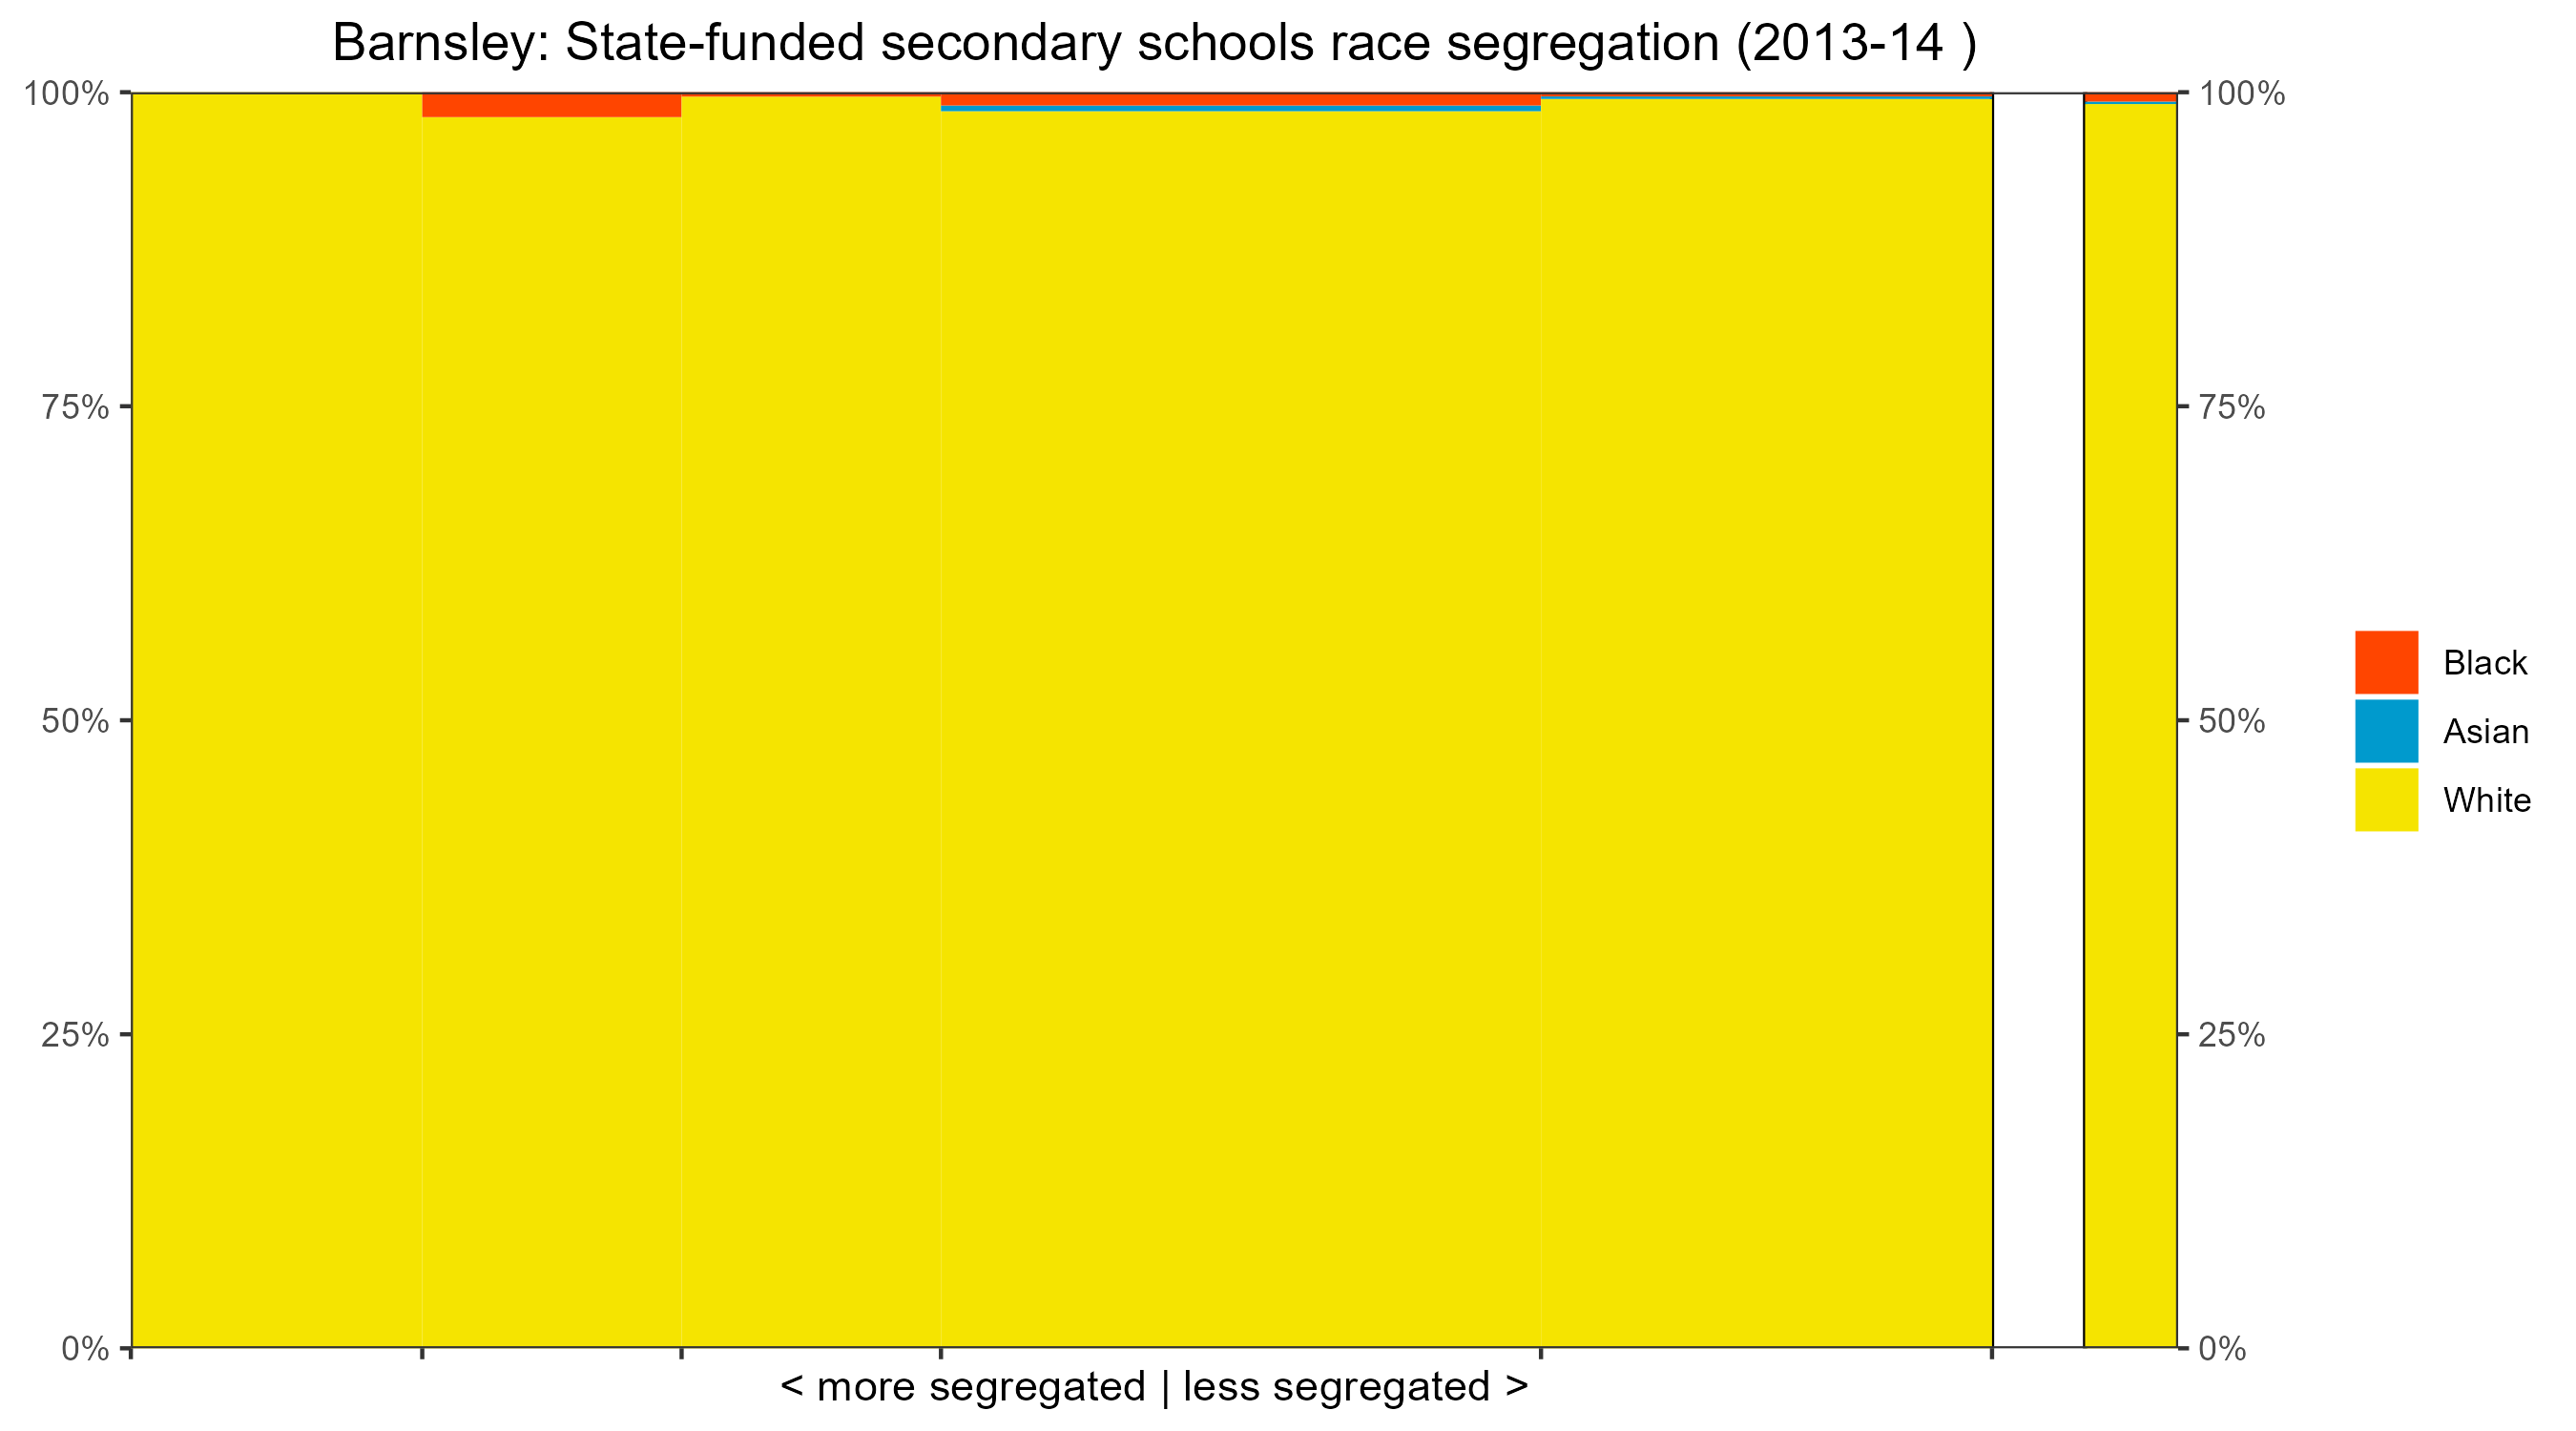 Barnsley: State-funded secondary schools race segregation (2013-14 )
100%
75%
50%
25%
0%
100%
75%
50%
25%
0%
Black
Asian
White
< more segregated | less segregated >